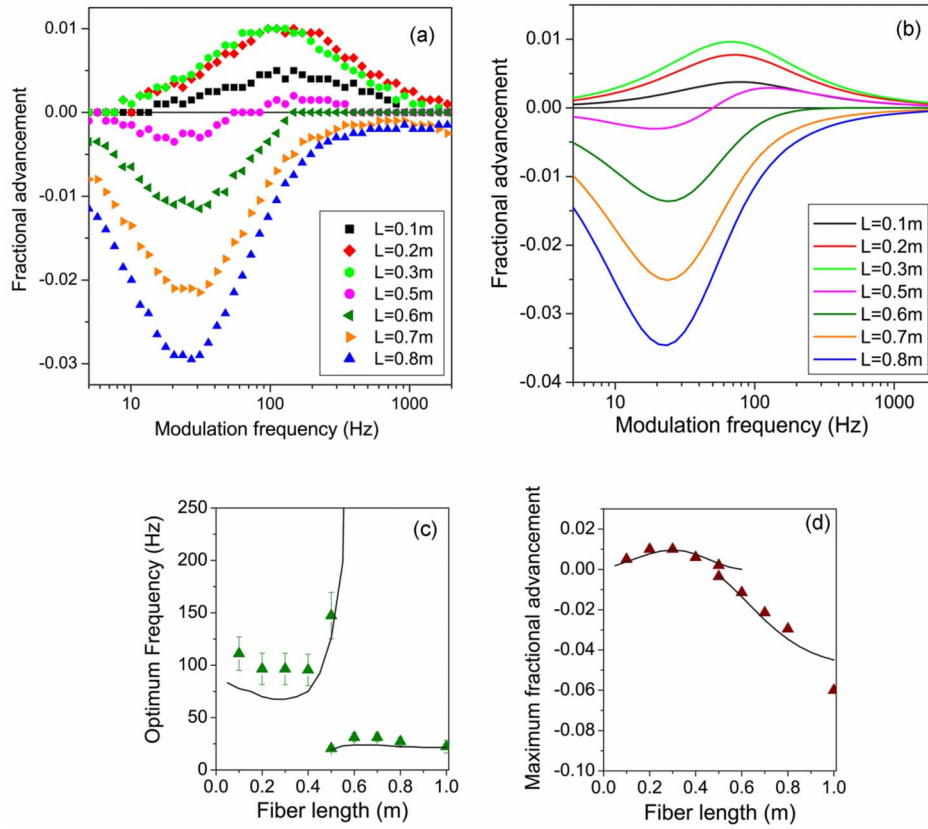 (a)
0.01
0.00
-0.01
-0.02
-0.03
Fractional advancement
10
100
1000
Modulation frequency (Hz)
L=0.1m
L=0.2m
L=0.3m
L=0.5m
L=0.6m
L=0.7m
L=0.8m
(b)
0.01
0.00
-0.01
-0.02
-0.03
-0.04
Fractional advancement
10
100
1000
Modulation frequency (Hz)
L=0.1m
L=0.2m
L=0.3m
L=0.5m
L=0.6m
L=0.7m
L=0.8m
(c)
250
200
150
100
50
0
Optimum Frequency (Hz)
0.0
0.2
0.4
0.6
0.8
1.0
Fiber length (m)
(d)
0.02
0.00
-0.02
-0.04
-0.06
-0.08
-0.10
Maximum fractional advancement
0.0
0.2
0.4
0.6
0.8
1.0
Fiber length (m)